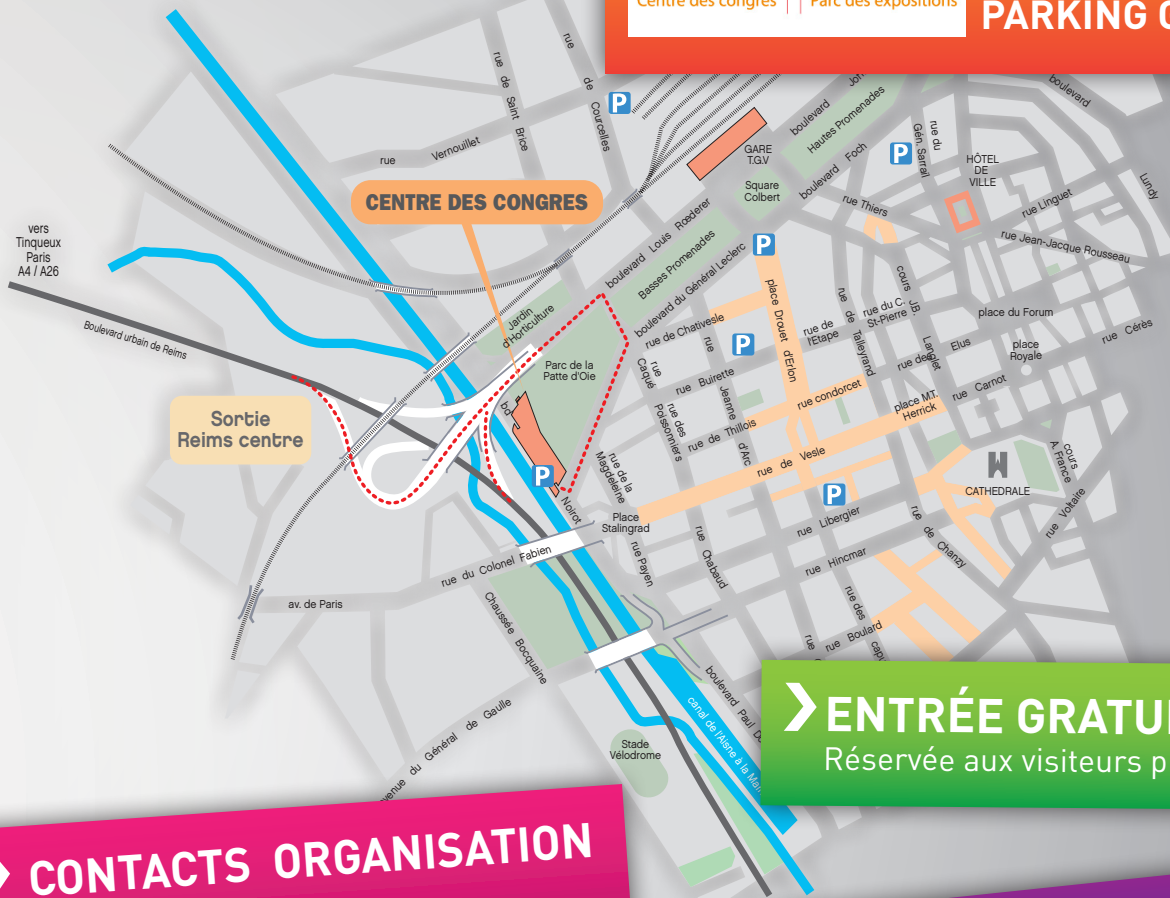 Centre des congrès | Parc des expositions
PARKING
rue de Saint Brice
rue de Courcelles
rue Vernouillet
P
boulevard
Hautes Promenades
boulevard Foch
GARE
T.G.V
Square
Colbert
P
rue du
Gén. Sarrail
HÔTEL
DE
VILLE
boulevard
Lundy
rue Linguet
rue Thiers
rue Jean-Jacque Rousseau
CENTRE DES CONGRES
vers
Tinqueux
Paris
A4 / A26
Boulevard urbain de Reims
boulevard Louis Rœderer
Basses Promenades
boulevard du Général Leclerc
P
Jardin
d'Horticulture
Parc de la
Patte d'Oie
rue de Chativesle
place Drouet d'Erlon
P
rue
rue Buirette
rue de
l'Etape
rue de Talleyrand
rue du C.
St-Pierre
cours JB.
Langlet
place du Forum
rue Cérès
place
Royale
rue des Elus
rue Carnot
place M.T.
Herrick
rue condorcet
rue
Caqué
rue des
Poissonniers
Jeanne
d'Arc
rue de Thillois
rue de Vesle
Sortie
Reims centre
bd
P
Noirot
rue de la
Magdeleine
Place
Stalingrad
CATHEDRALE
cours
A. France
rue Voltaire
P
rue Libergier
rue Hincmar
rue de Chanzy
rue Payen
rue Chabaud
rue du Colonel Fabien
av. de Paris
Chaussée Bocquaine
rue des
rue
rue Boulard
boulevard Paul
canal de l'Aisne à la
avenue du Général de Gaulle
Stade
Vélodrome
ENTRÉE
Réservée aux visiteurs
CONTACTS ORGANISATION